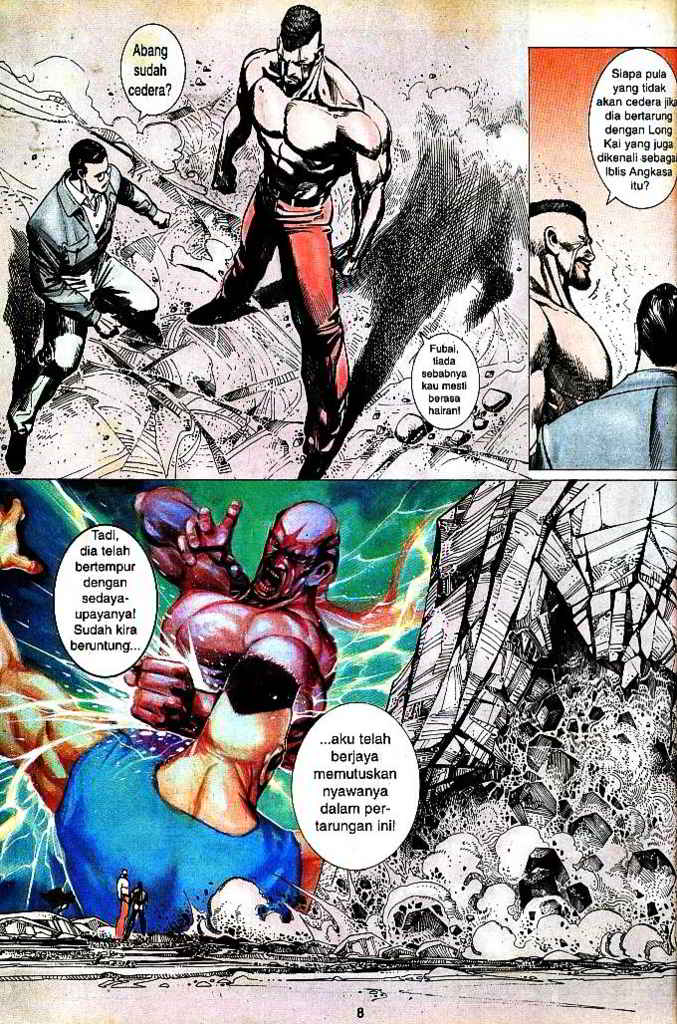 Abang
sudah
cedera?
Fubai,
tiada
sebabnya
kau mesti
berasa
hairan!
Siapa pula
yang tidak
akan cedera jika
dia bertarung
dengan Long
Kai yang juga
dikenali sebagai
Iblis Angkasa
itu?
Tadi,
dia telah
bertempur
dengan
sedaya-
upayanya!
Sudah kira
beruntung...
...aku telah
berjaya
memutuskan
nyawanya
dalam per-
tarungan ini!
8